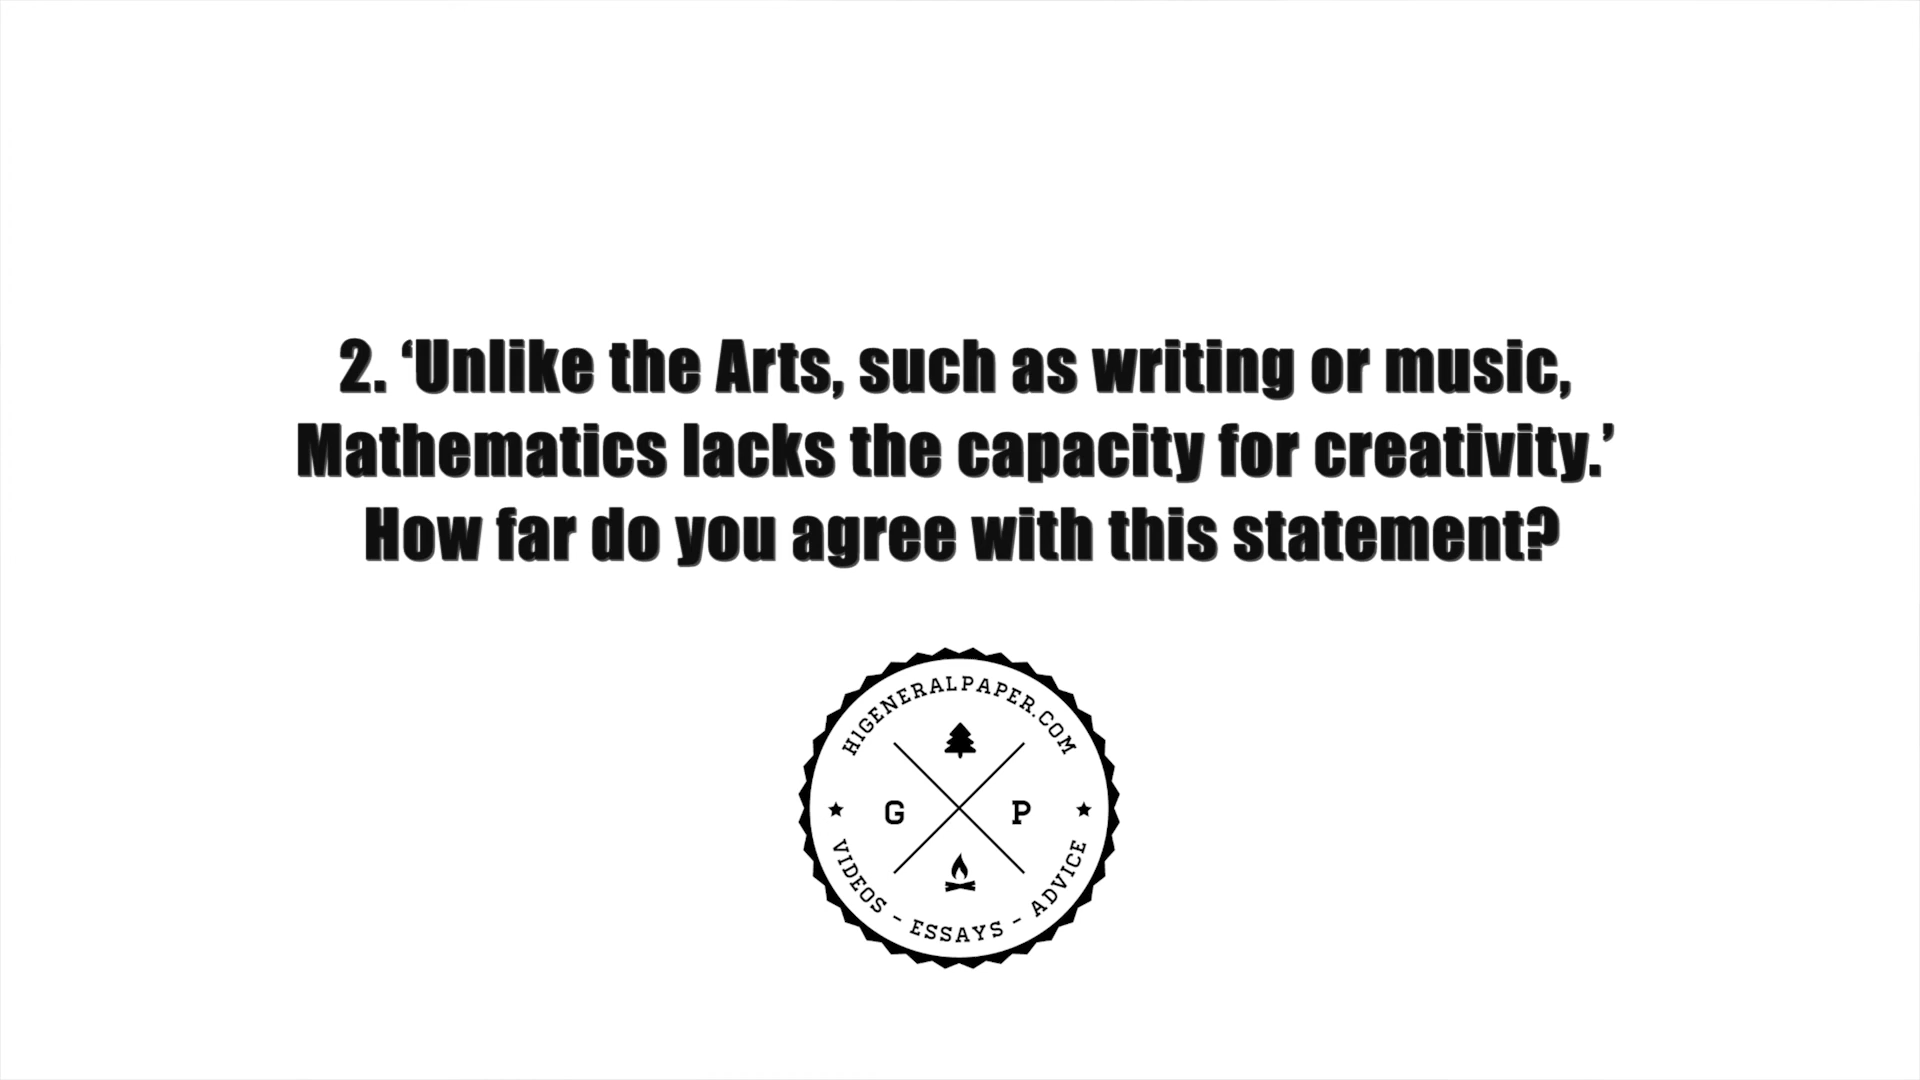 2. ‘Unlike the Arts, such as writing or music,
Mathematics lacks the capacity for creativity.’
How far do you agree with this statement?
H1GENERALPAPER.COM
G P
VIDEOS - ESSAYS - ADVICE